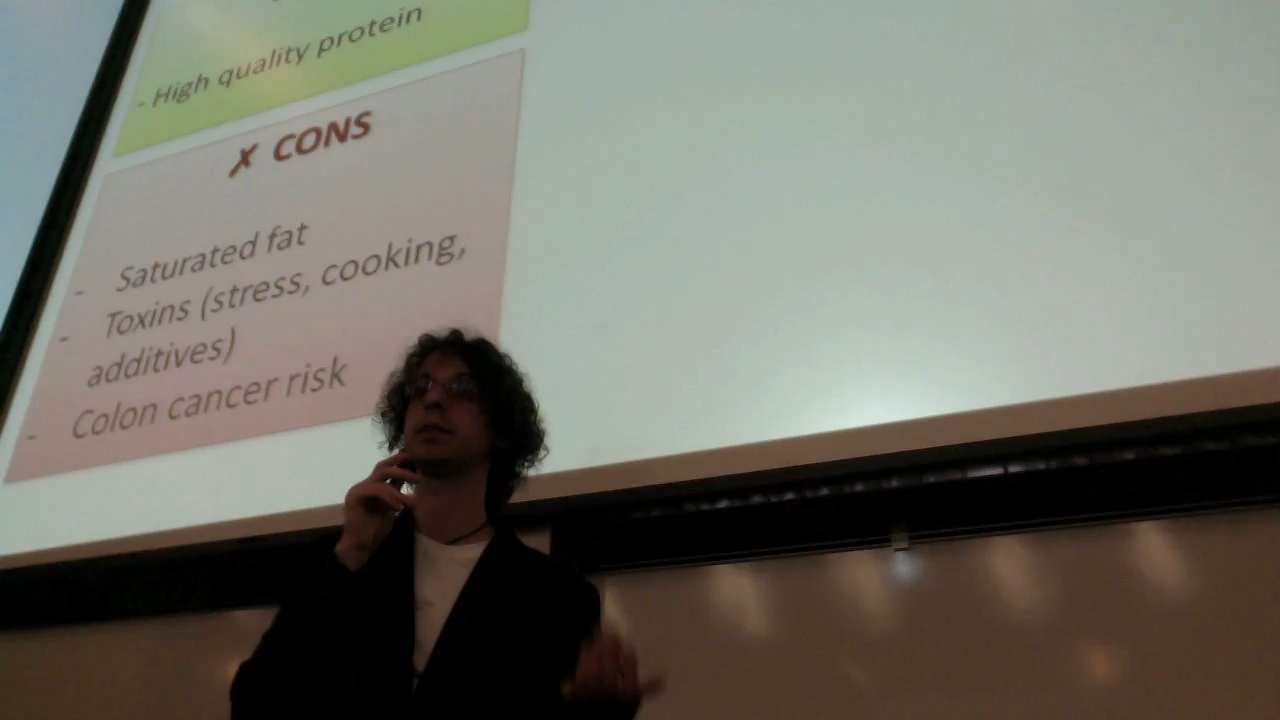 - High quality protein
✗ CONS
- Saturated fat
- Toxins (stress, cooking,
additives)
- Colon cancer risk